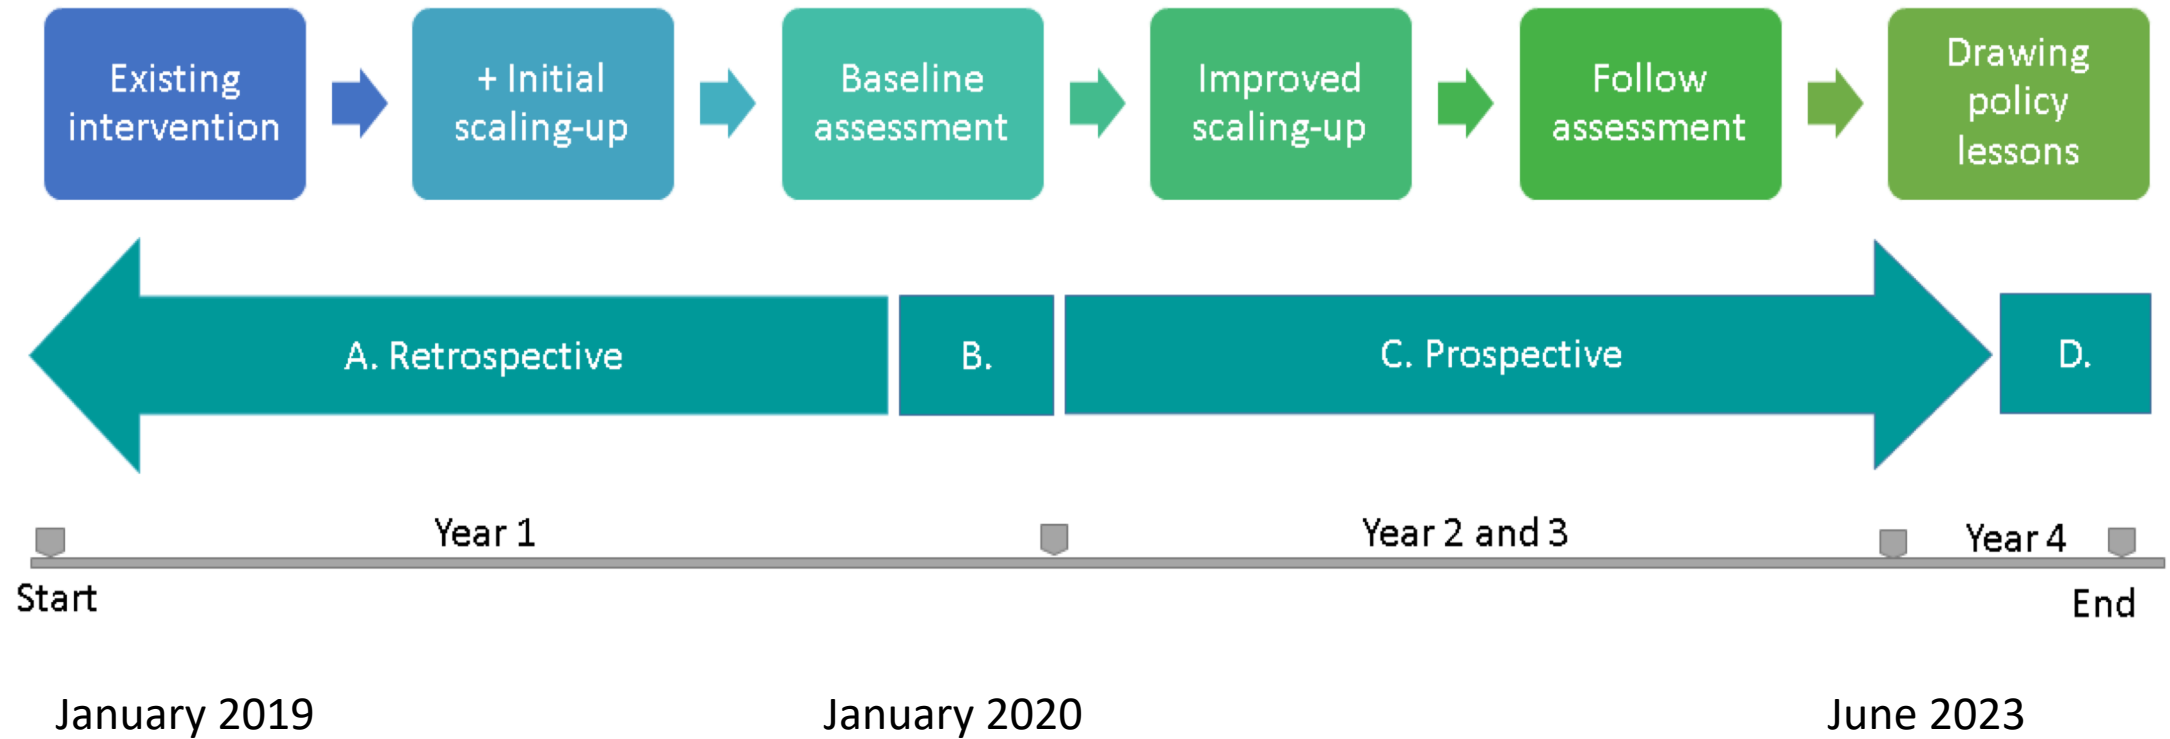 Existing
intervention
+ Initial
scaling-up
Baseline
assessment
Improved
scaling-up
Follow
assessment
Drawing
policy
lessons
A. Retrospective
B.
C. Prospective
D.
Year 1
Year 2 and 3
Year 4
Start
End
January 2019
January 2020
June 2023